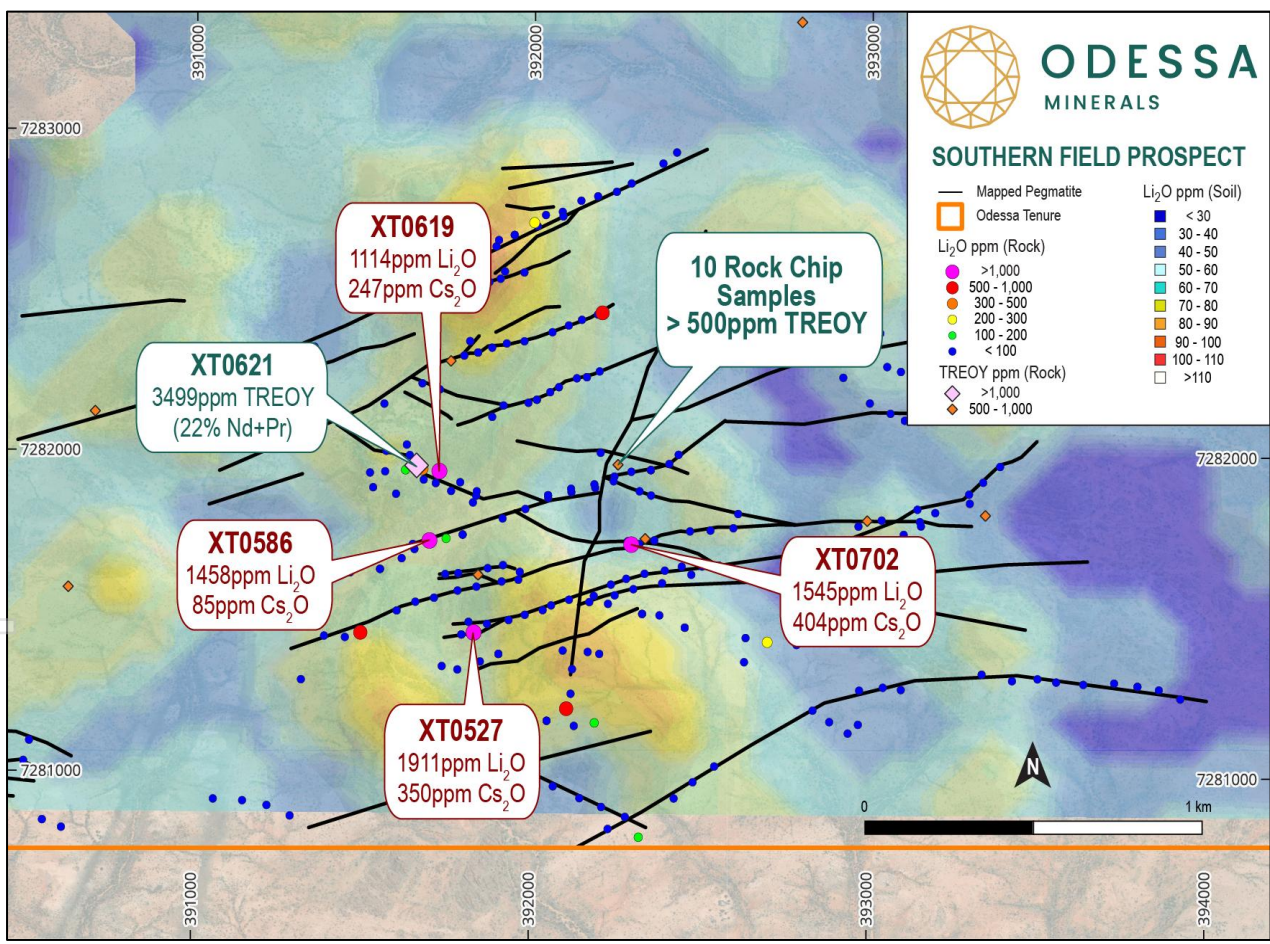 391000
392000
393000
7283000
7282000
7281000
7282000
7281000
391000
392000
393000
394000
ODESSA
MINERALS
SOUTHERN FIELD PROSPECT
Mapped Pegmatite
Odessa Tenure
Li₂O ppm (Rock)
>1,000
500 - 1,000
300 - 500
200 - 300
100 - 200
< 100
TREOY ppm (Rock)
>1,000
500 - 1,000
Li₂O ppm (Soil)
< 30
30 - 40
40 - 50
50 - 60
60 - 70
70 - 80
80 - 90
90 - 100
100 - 110
>110
XT0619
1114ppm Li₂O
247ppm Cs₂O
10 Rock Chip
Samples
> 500ppm TREOY
XT0621
3499ppm TREOY
(22% Nd+Pr)
XT0586
1458ppm Li₂O
85ppm Cs₂O
XT0702
1545ppm Li₂O
404ppm Cs₂O
XT0527
1911ppm Li₂O
350ppm Cs₂O
N
0
1 km